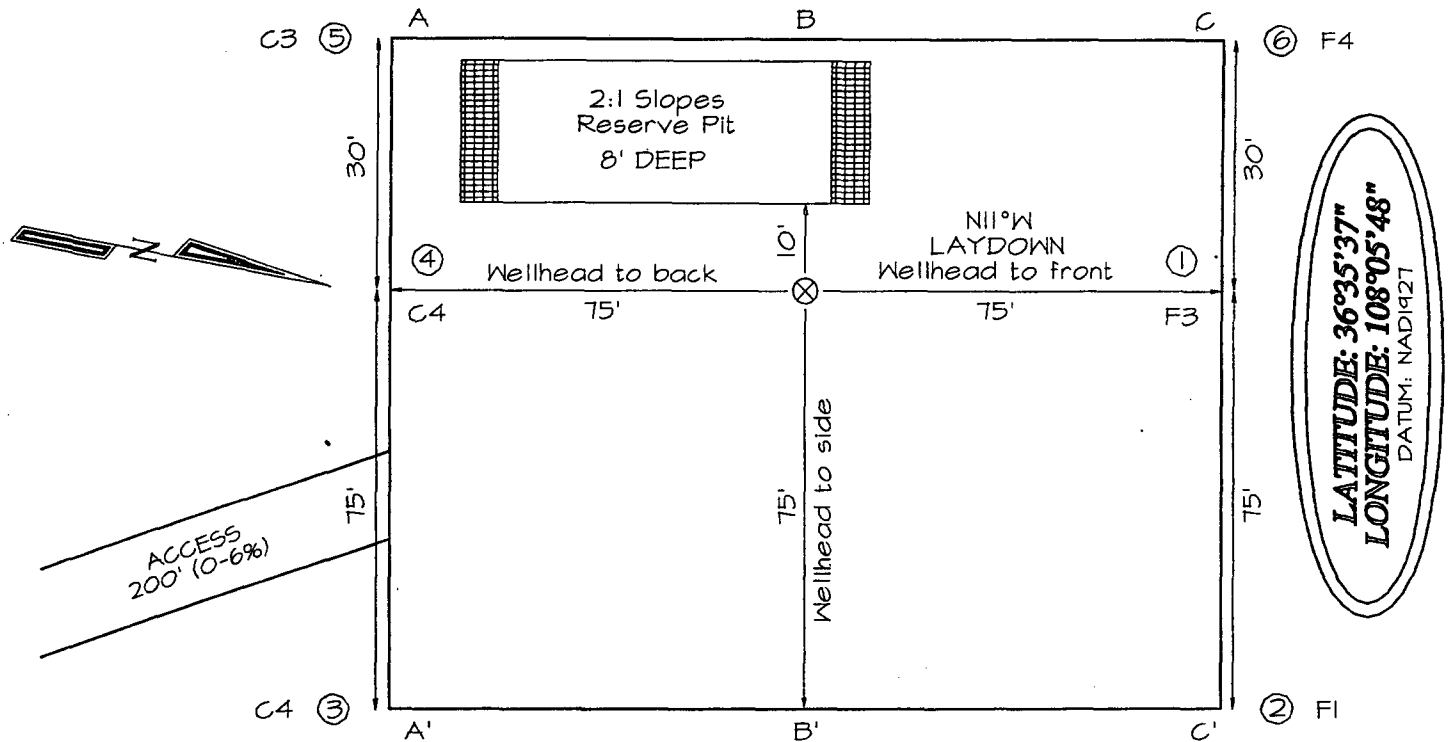 A B C
C3 ⑤ ⑥ F4
2:1 Slopes
Reserve Pit
8' DEEP
30' 30'
N
10'
N11°W
LAYDOWN
④ Wellhead to back Wellhead to front ①
C4 75' 75' F3
LATITUDE: 36°35'37"
LONGITUDE: 108°05'48"
DATUM: NAD1927
75' 75' Wellhead to side 75'
ACCESS
200' (0-6%)
C4 ③ ② F1
A' B' C'